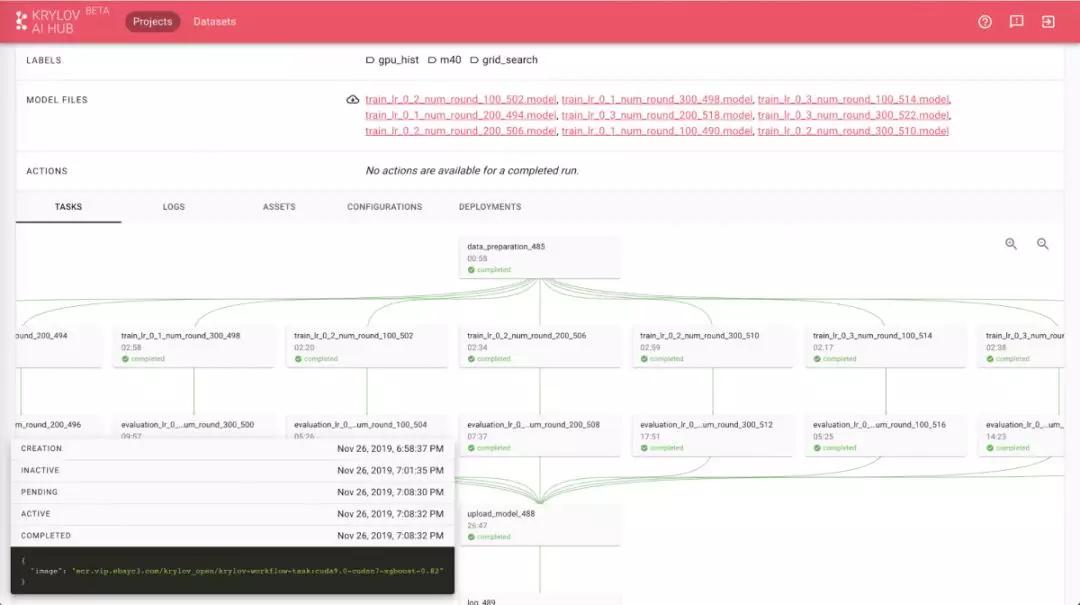 KRYLOV AI HUB BETA Projects Datasets
LABELS gpu_hist m40 grid_search
MODEL FILES train_lr_0_2_num_round_100_502.model, train_lr_0_1_num_round_300_498.model, train_lr_0_3_num_round_100_514.model,
train_lr_0_1_num_round_200_494.model, train_lr_0_3_num_round_200_518.model, train_lr_0_3_num_round_300_522.model,
train_lr_0_2_num_round_200_506.model, train_lr_0_1_num_round_100_490.model, train_lr_0_2_num_round_300_510.model
ACTIONS No actions are available for a completed run.
TASKS LOGS ASSETS CONFIGURATIONS DEPLOYMENTS
data_preparation_485
00:58
completed
ound_200_494 train_lr_0_1_num_round_300_498 train_lr_0_2_num_round_100_502 train_lr_0_2_num_round_200_506 train_lr_0_2_num_round_300_510 train_lr_0_3_num_round_100_514 train_lr_0_3_num_roun
02:58 02:20 02:34 02:59 02:17 02:38
completed completed completed completed completed completed
m_round_200_496 evaluation_lr_0_...um_round_300_500 evaluation_lr_0_...um_round_100_504 evaluation_lr_0_...um_round_200_508 evaluation_lr_0_...um_round_300_512 evaluation_lr_0_...um_round_100_516 evaluation_lr_0_...um_
09:57 05:26 07:37 17:51 05:25 14:23
completed completed completed completed
CREATION Nov 26, 2019, 6:58:37 PM
INACTIVE Nov 26, 2019, 7:01:35 PM
PENDING Nov 26, 2019, 7:08:30 PM
ACTIVE Nov 26, 2019, 7:08:32 PM
COMPLETED Nov 26, 2019, 7:08:32 PM
upload_model_488
26:47
completed
{
"image": "ecr.vip.ebayc3.com/krylov_open/krylov-workflow-task:cuda9.0-cudnn7-xgboost-0.82"
}
log_489